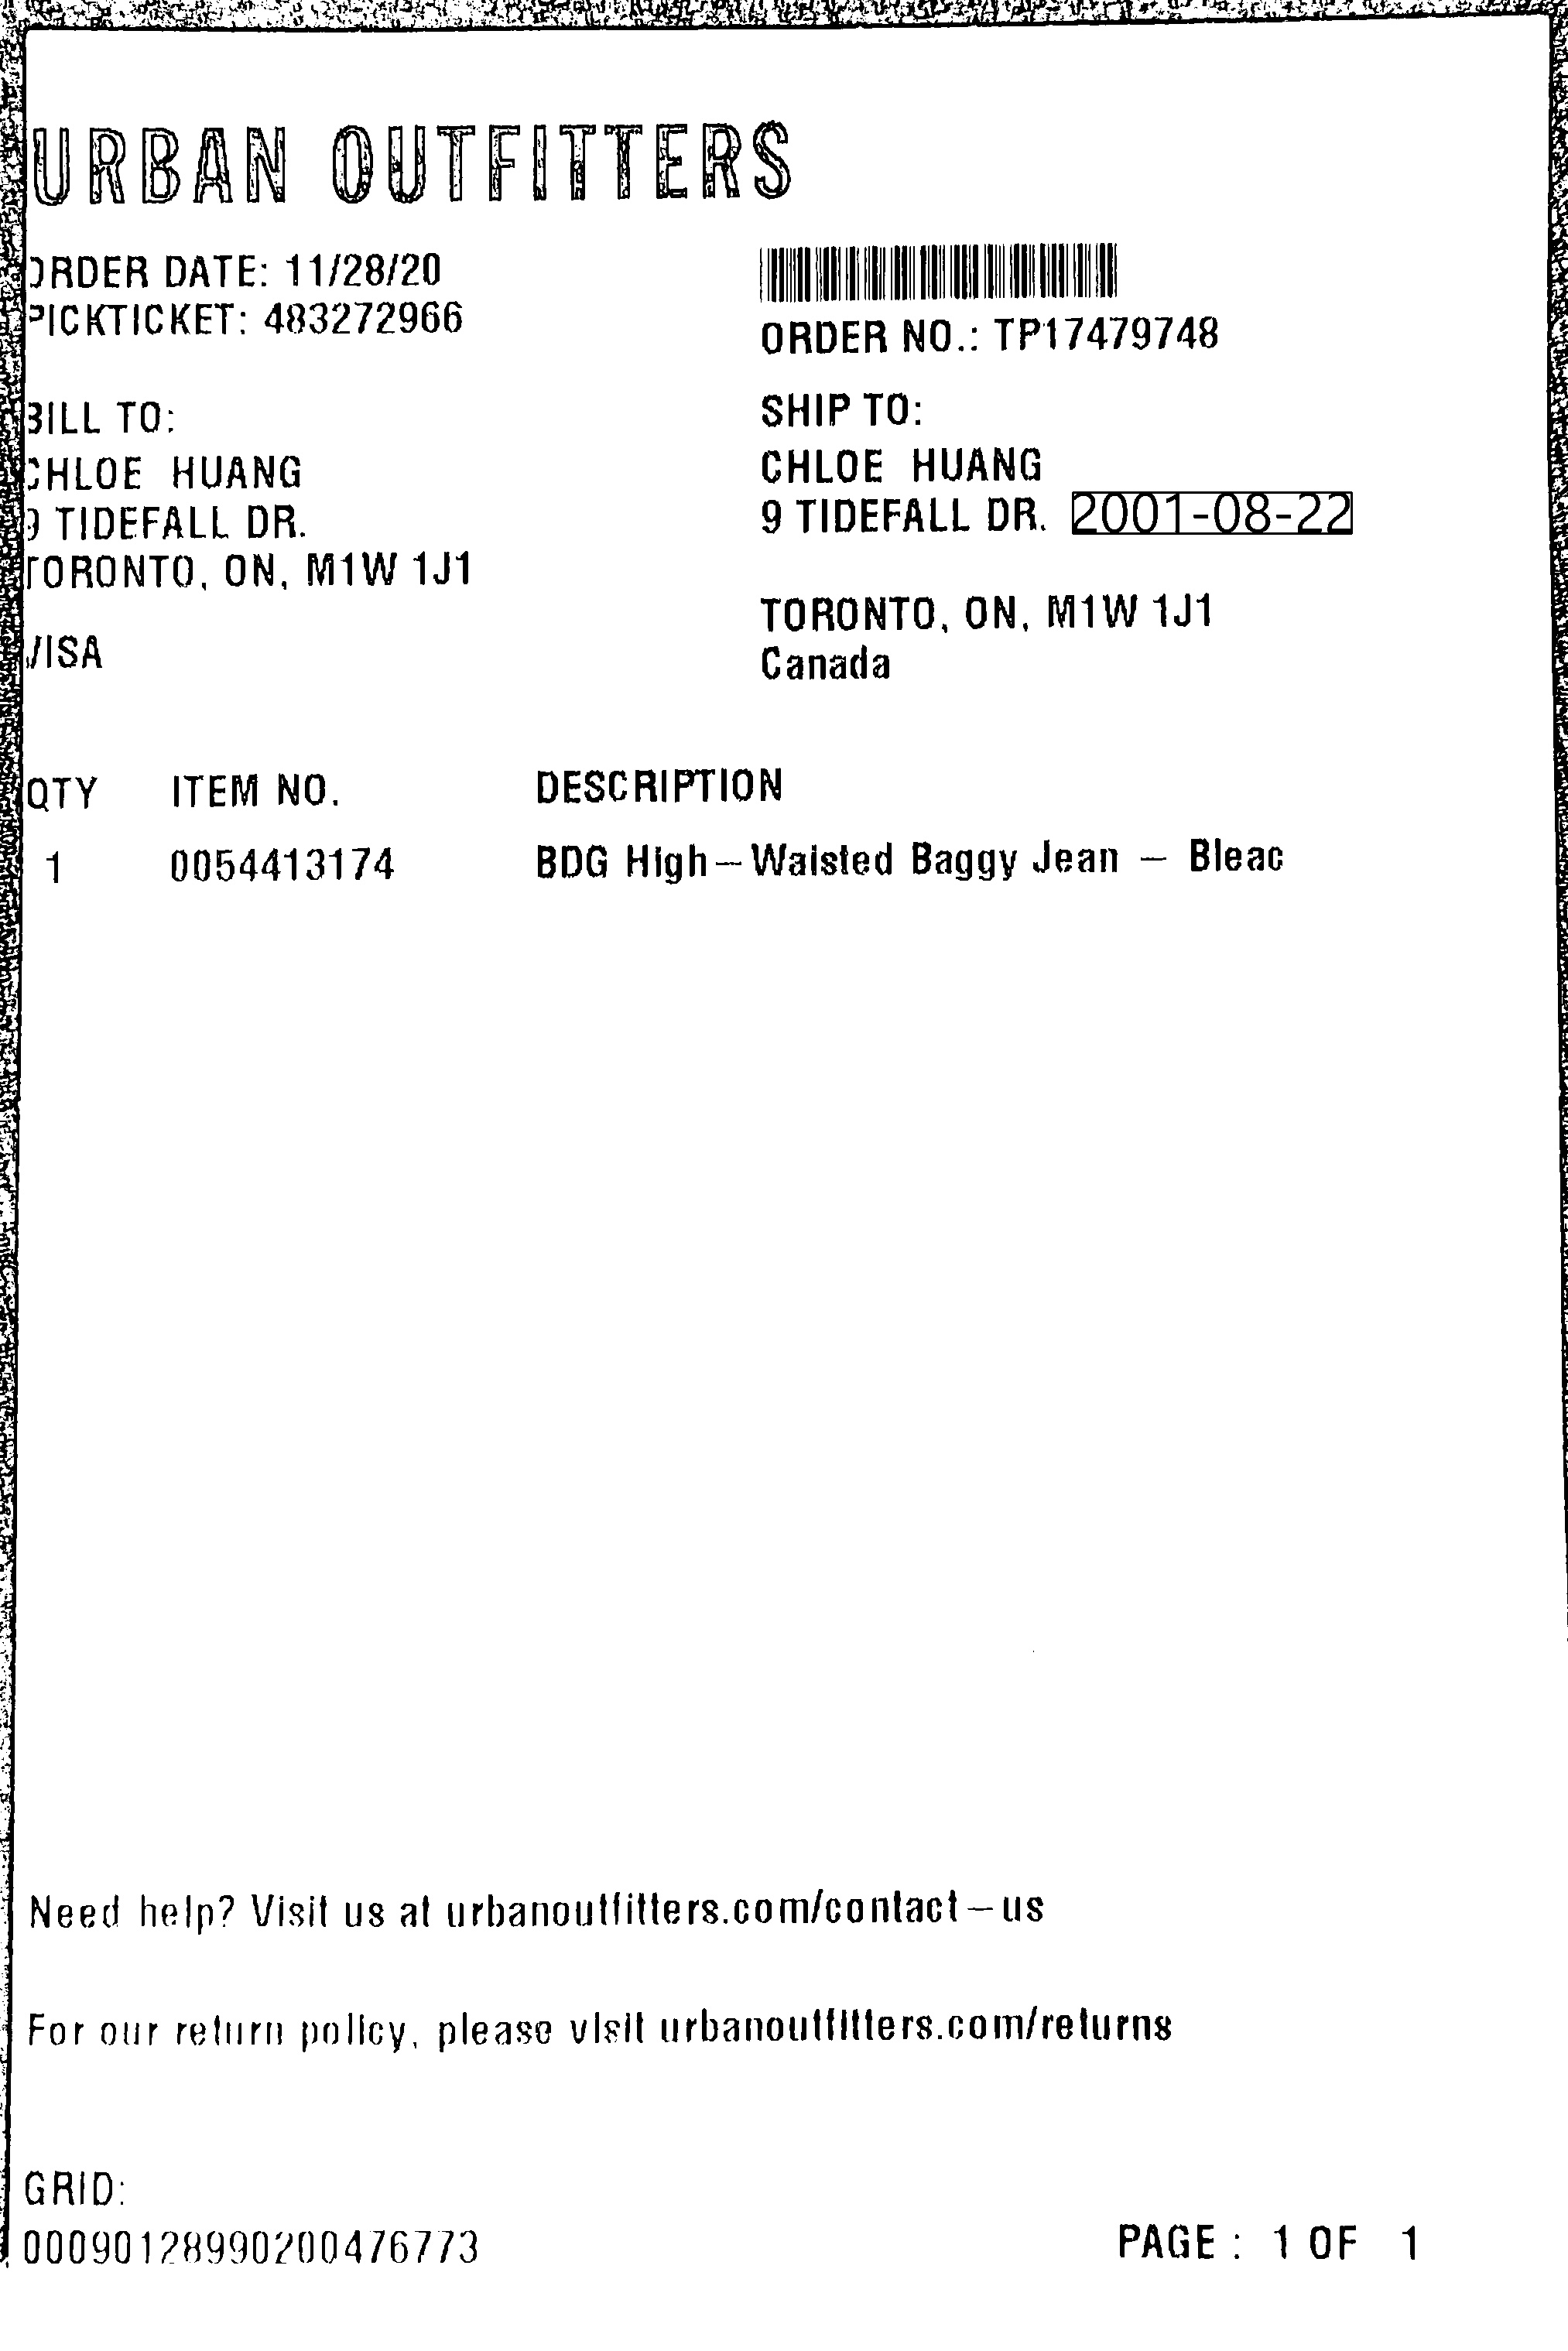 URBAN OUTFITTERS
ORDER DATE: 11/28/20
PICKTICKET: 483272966
ORDER NO.: TP17479748
BILL TO:
CHLOE HUANG
9 TIDEFALL DR.
TORONTO, ON, M1W 1J1
VISA
SHIP TO:
CHLOE HUANG
9 TIDEFALL DR. 2001-08-22
TORONTO, ON, M1W 1J1
Canada
QTY ITEM NO. DESCRIPTION
1 0054413174 BDG High-Waisted Baggy Jean - Bleac
Need help? Visit us at urbanoutfitters.com/contact-us
For our return policy, please visit urbanoutfitters.com/returns
GRID:
00090128990200476773
PAGE : 1 OF 1